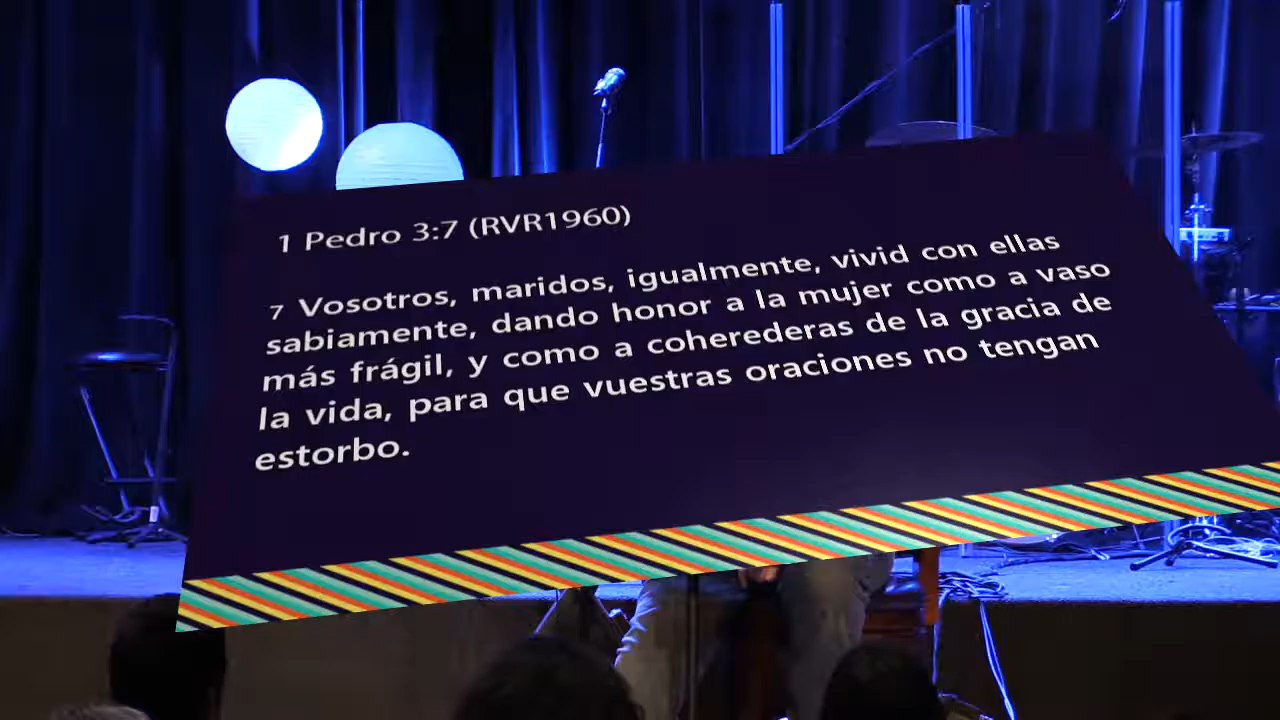 1 Pedro 3:7 (RVR1960)
7 Vosotros, maridos, igualmente, vivid con ellas
sabiamente, dando honor a la mujer como a vaso
más frágil, y como a coherederas de la gracia de
la vida, para que vuestras oraciones no tengan
estorbo.